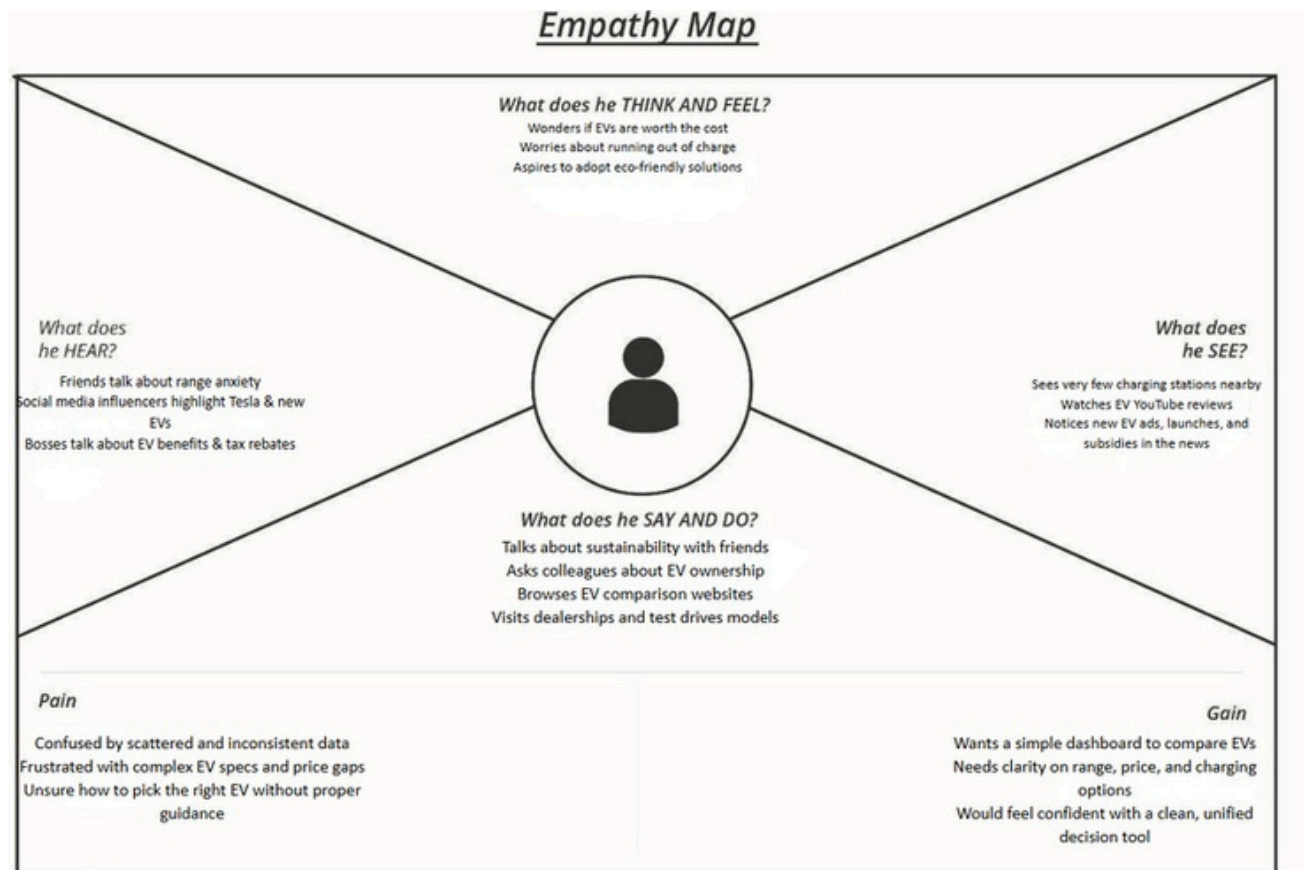 Empathy Map
What does he THINK AND FEEL?
Wonders if EVs are worth the cost
Worries about running out of charge
Aspires to adopt eco-friendly solutions
What does
he HEAR?
Friends talk about range anxiety
Social media influencers highlight Tesla & new
EVs
Bosses talk about EV benefits & tax rebates
What does
he SEE?
Sees very few charging stations nearby
Watches EV YouTube reviews
Notices new EV ads, launches, and
subsidies in the news
What does he SAY AND DO?
Talks about sustainability with friends
Asks colleagues about EV ownership
Browses EV comparison websites
Visits dealerships and test drives models
Pain
Confused by scattered and inconsistent data
Frustrated with complex EV specs and price gaps
Unsure how to pick the right EV without proper
guidance
Gain
Wants a simple dashboard to compare EVs
Needs clarity on range, price, and charging
options
Would feel confident with a clean, unified
decision tool